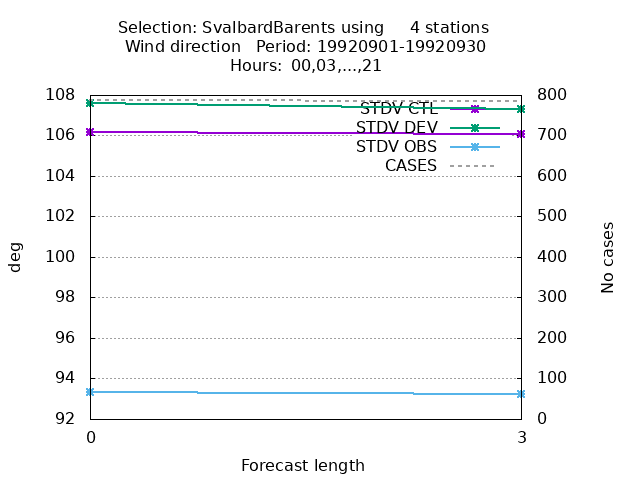 Selection: SvalbardBarents using     4 stations
Wind direction   Period: 19920901-19920930
Hours: 00,03,...,21
108
106
104
102
100
98
96
94
92
800
700
600
500
400
300
200
100
0
deg
No cases
STDV CTL
STDV DEV
STDV OBS
CASES
0
3
Forecast length